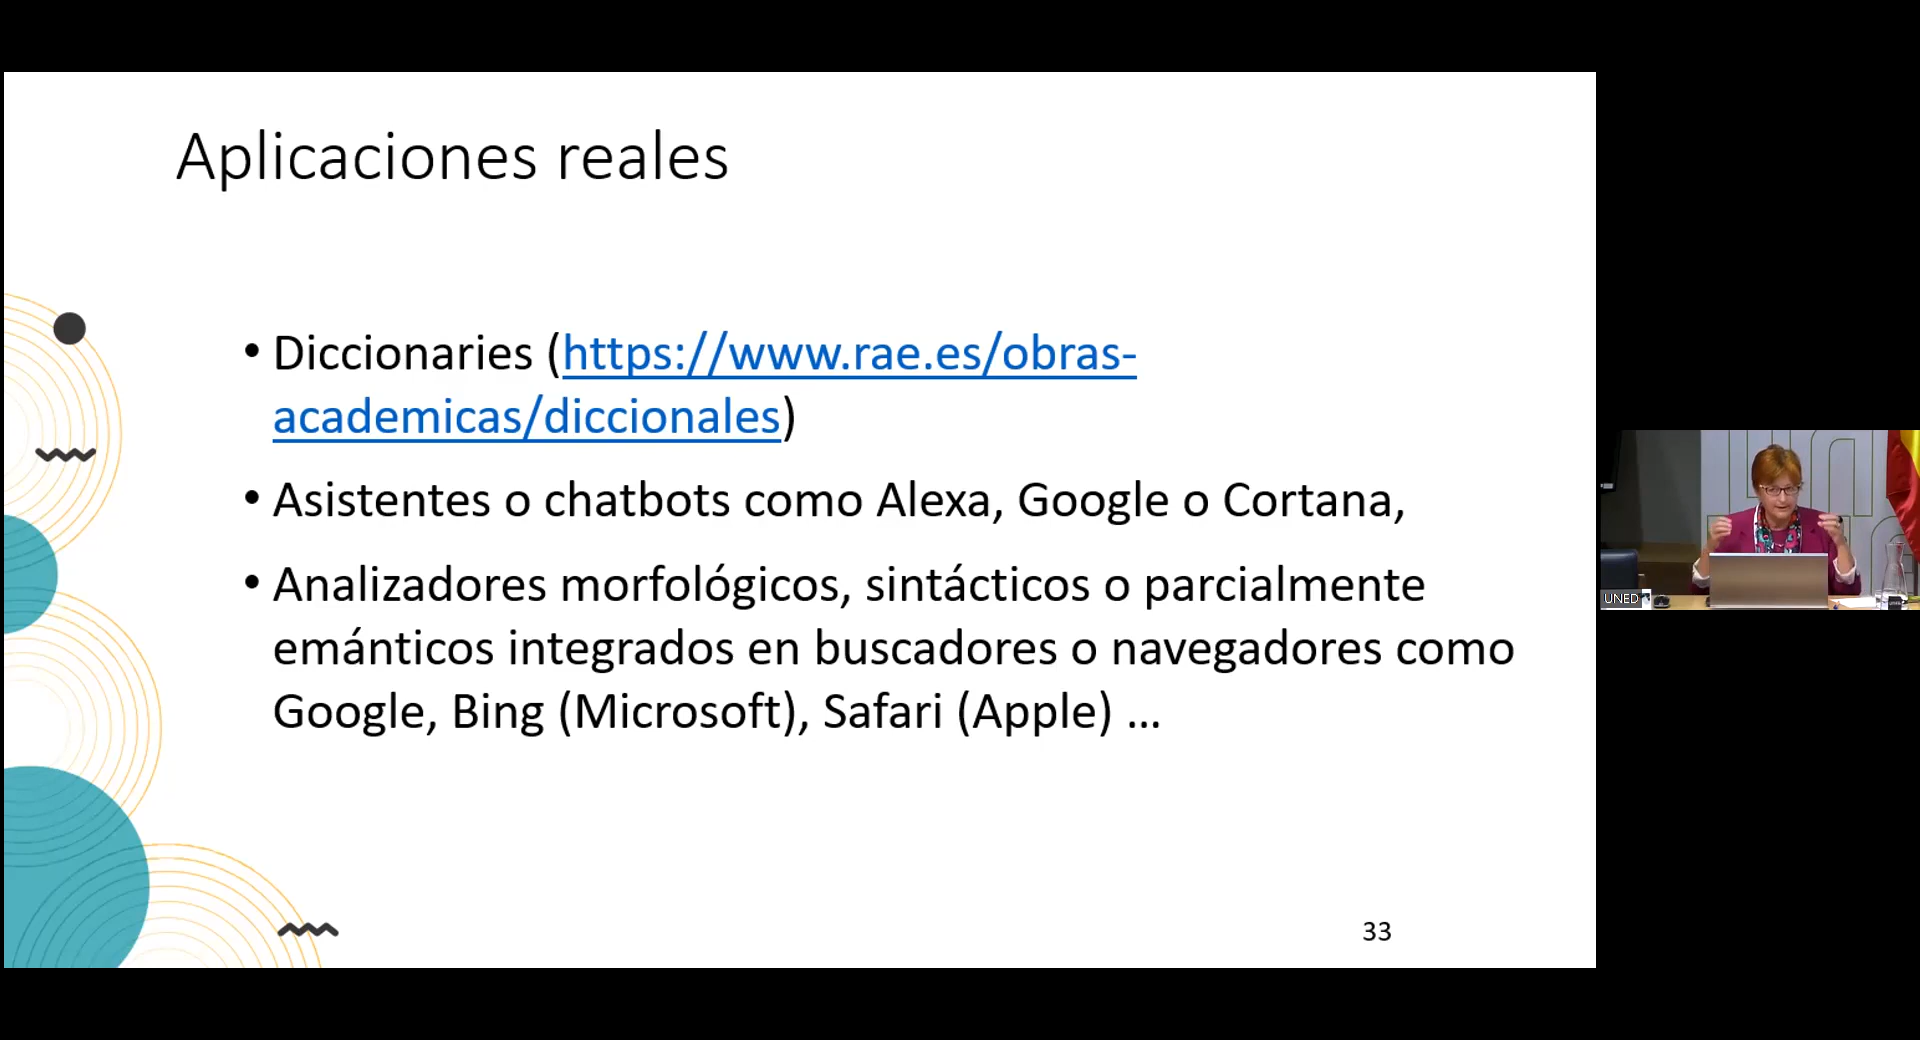 Aplicaciones reales
• Diccionaries (https://www.rae.es/obras-
academicas/diccionales)
• Asistentes o chatbots como Alexa, Google o Cortana,
• Analizadores morfológicos, sintácticos o parcialmente
emánticos integrados en buscadores o navegadores como
Google, Bing (Microsoft), Safari (Apple) ...
33
UNED